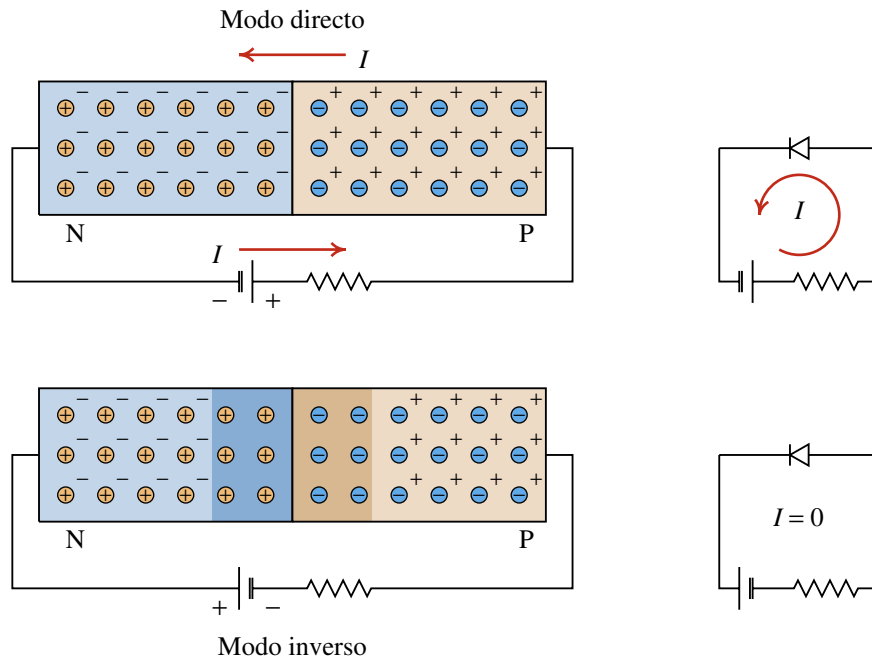 Modo directo
I
N
P
I
− +
I
N
P
+ −
I = 0
Modo inverso